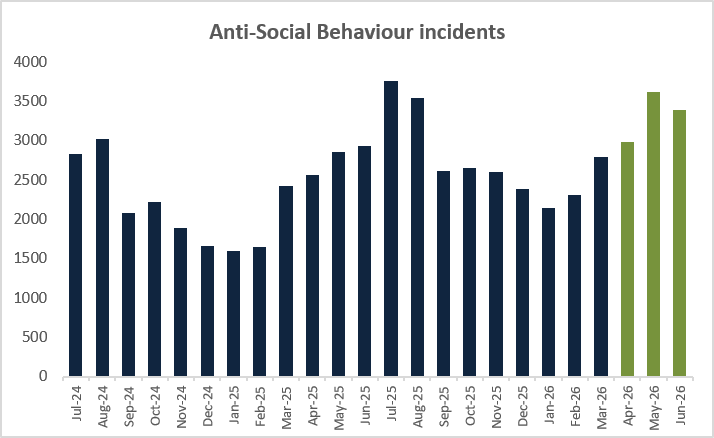 Anti-Social Behaviour incidents
4000
3500
3000
2500
2000
1500
1000
500
0
Jul-24
Aug-24
Sep-24
Oct-24
Nov-24
Dec-24
Jan-25
Feb-25
Mar-25
Apr-25
May-25
Jun-25
Jul-25
Aug-25
Sep-25
Oct-25
Nov-25
Dec-25
Jan-26
Feb-26
Mar-26
Apr-26
May-26
Jun-26